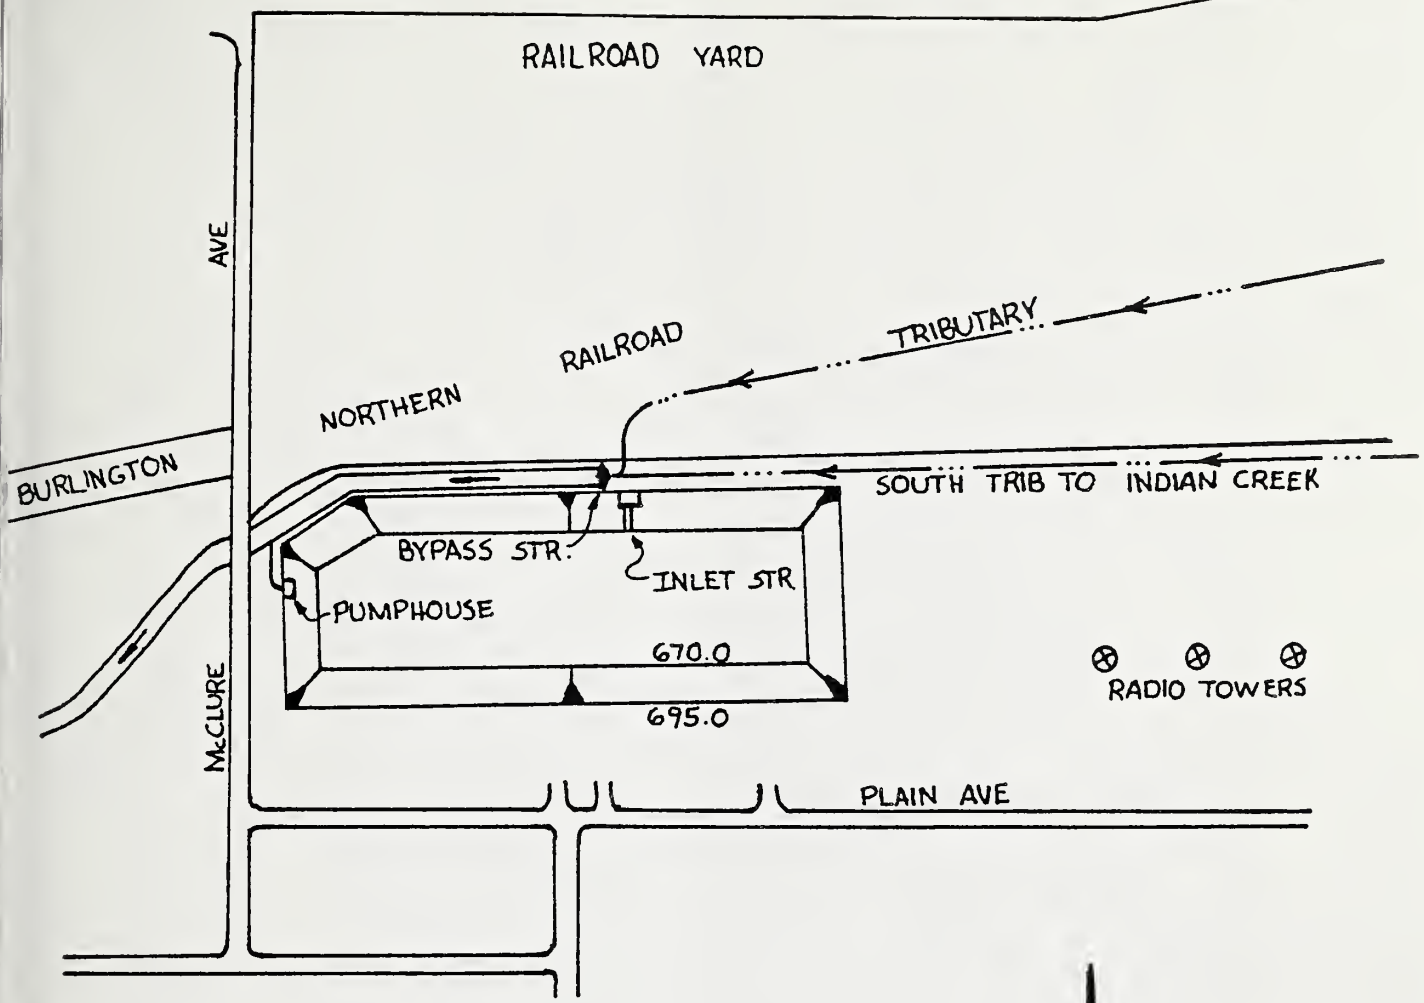 RAILROAD YARD
AVE
TRIBUTARY
RAILROAD
NORTHERN
BURLINGTON
SOUTH TRIB TO INDIAN CREEK
BYPASS STR.
INLET STR
PUMPHOUSE
670.0
RADIO TOWERS
McCLURE
695.0
PLAIN AVE